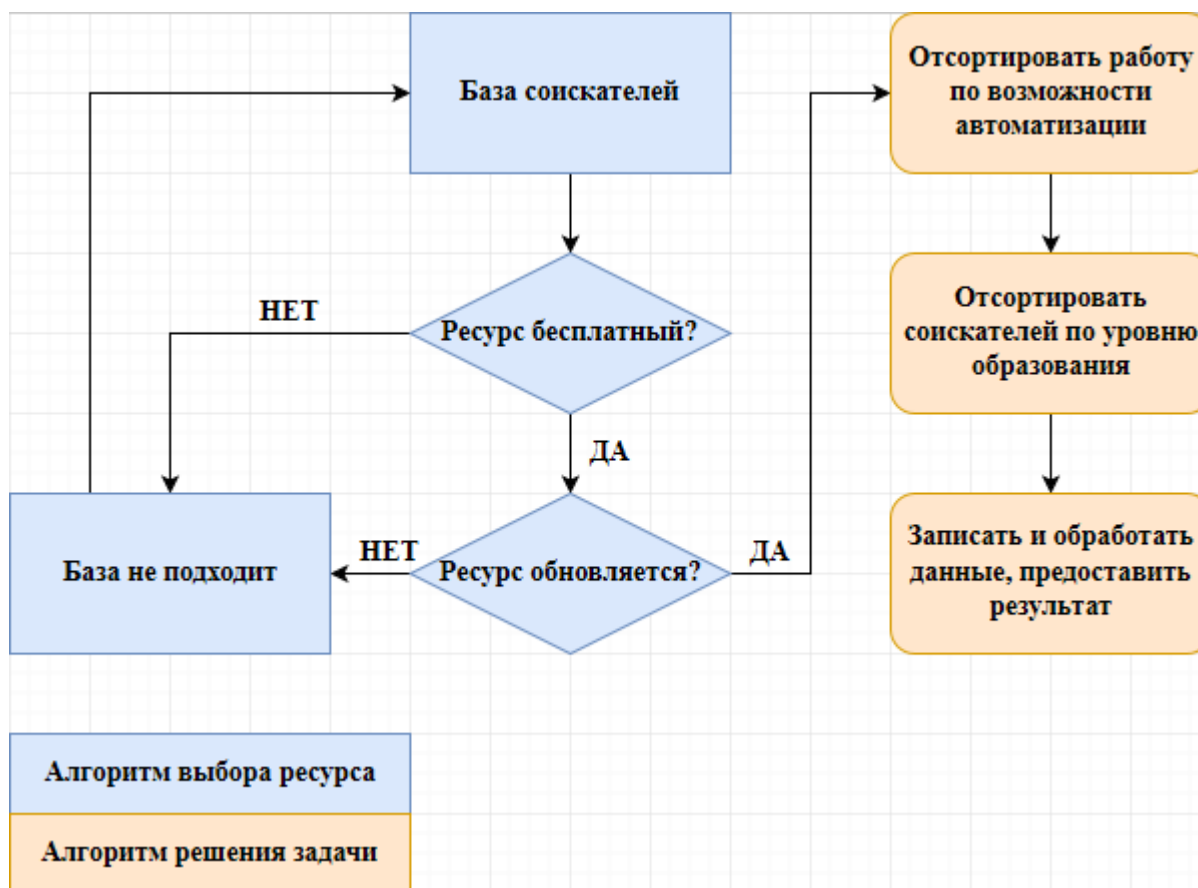 База соискателей
Отсортировать работу
по возможности
автоматизации
НЕТ
Ресурс бесплатный?
Отсортировать
соискателей по уровню
образования
ДА
База не подходит
НЕТ
Ресурс обновляется?
ДА
Записать и обработать
данные, предоставить
результат
Алгоритм выбора ресурса
Алгоритм решения задачи